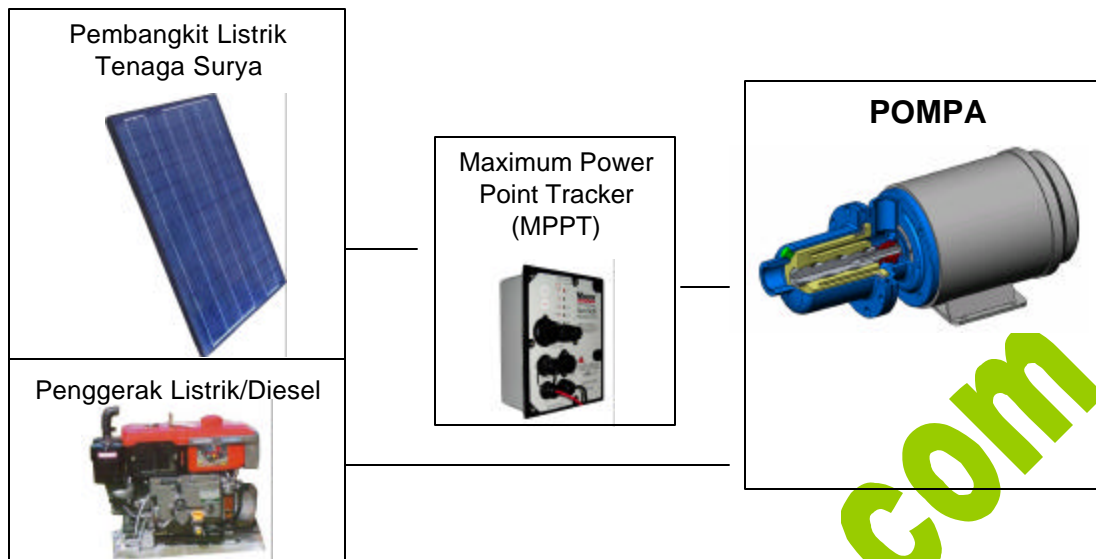 Pembangkit Listrik
Tenaga Surya
Maximum Power
Point Tracker
(MPPT)
POMPA
Penggerak Listrik/Diesel
com